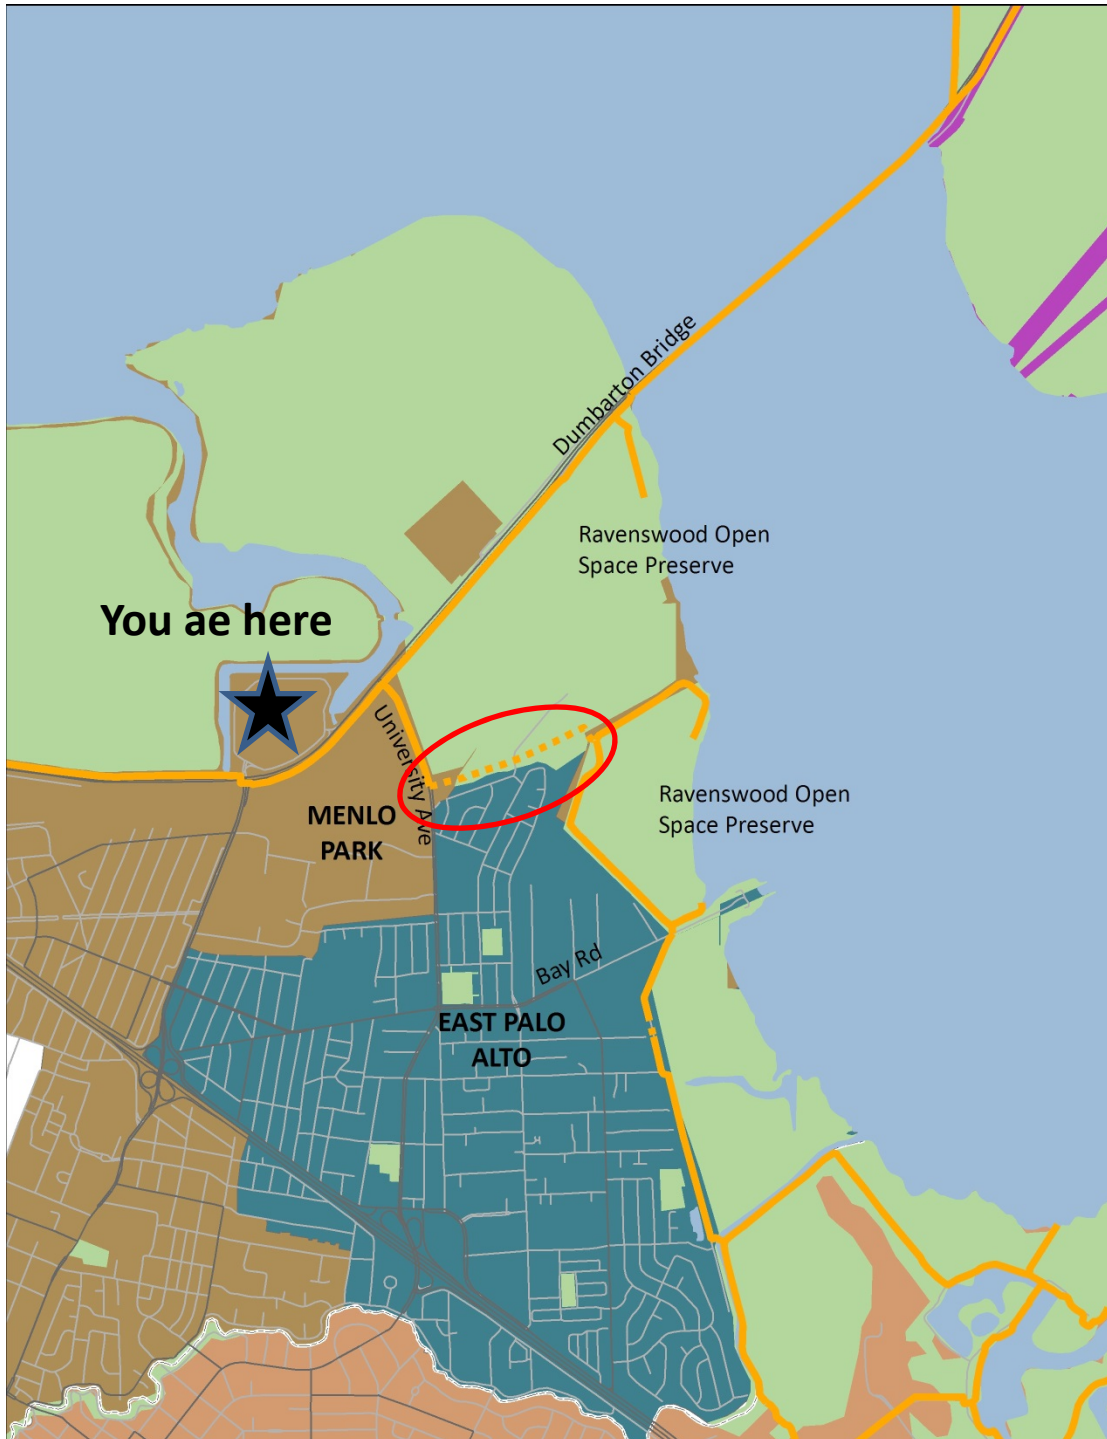 Dumbarton Bridge
Ravenswood Open
Space Preserve
You ae here
University Ave
Ravenswood Open
Space Preserve
MENLO
PARK
Bay Rd
EAST PALO
ALTO